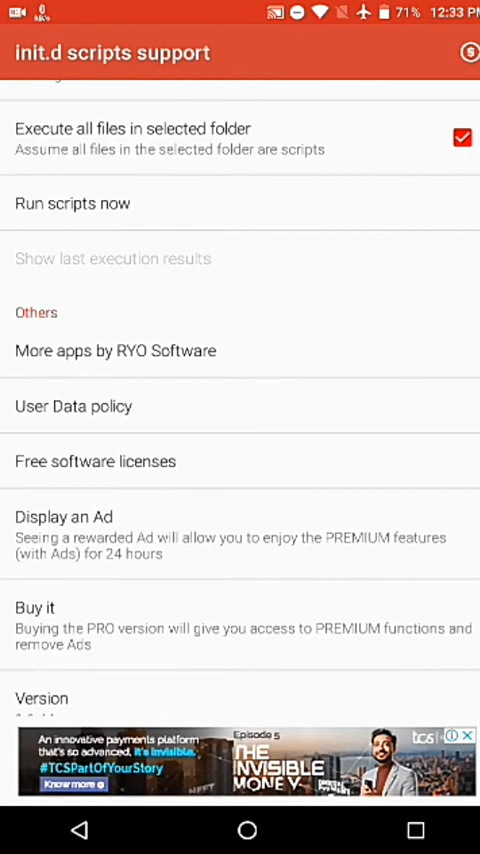 0
KB/s
71% 12:33 PM
init.d scripts support
Execute all files in selected folder
Assume all files in the selected folder are scripts
Run scripts now
Show last execution results
Others
More apps by RYO Software
User Data policy
Free software licenses
Display an Ad
Seeing a rewarded Ad will allow you to enjoy the PREMIUM features
(with Ads) for 24 hours
Buy it
Buying the PRO version will give you access to PREMIUM functions and
remove Ads
Version
An innovative payments platform
that's so advanced, it's invisible.
#TCSPartOfYourStory
Know more
Episode 5
THE
INVISIBLE
MONEY
tcs